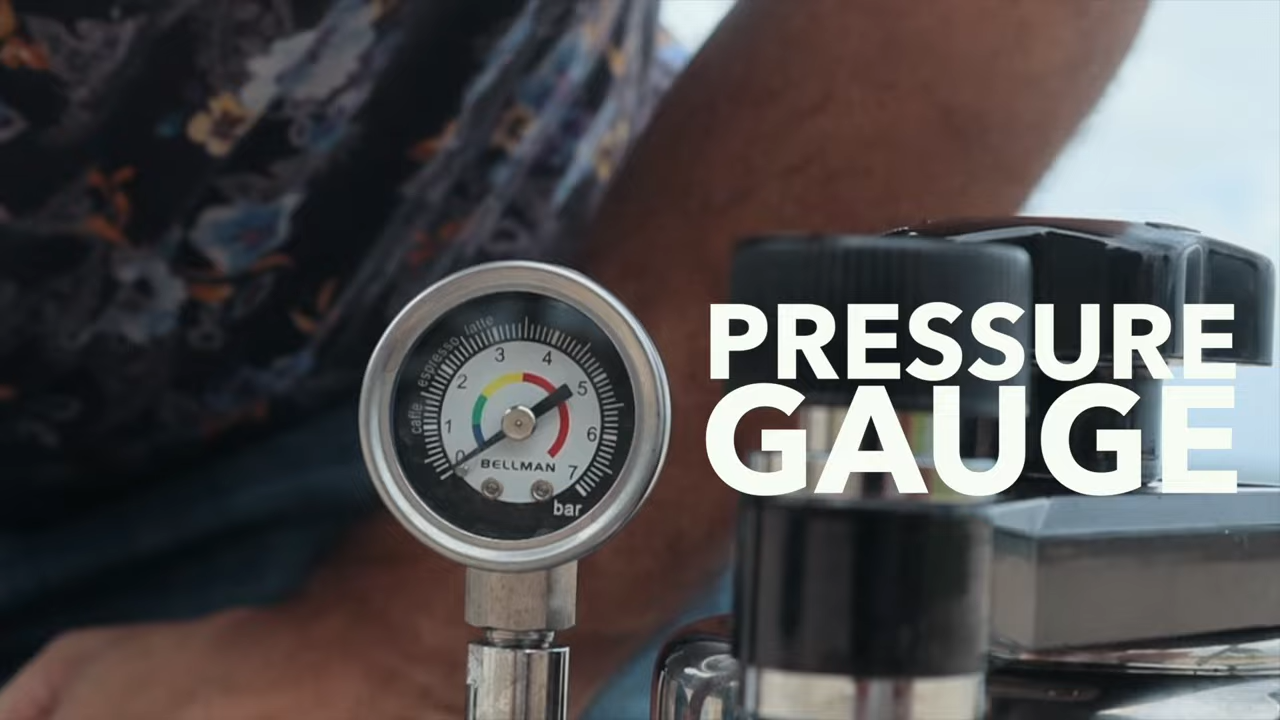 PRESSURE
GAUGE
caffe espresso latte
0 1 2 3 4 5 6 7
BELLMAN
bar